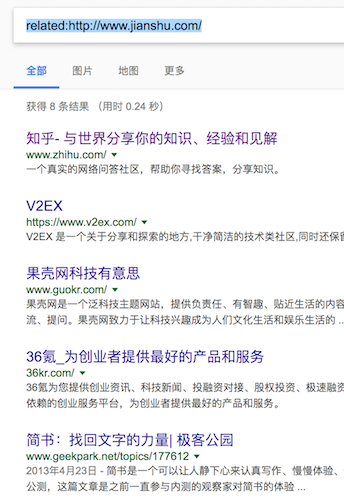 related:http://www.jianshu.com/
全部 图片 地图 更多
获得 8 条结果 （用时 0.24 秒）
知乎- 与世界分享你的知识、经验和见解
www.zhihu.com/
一个真实的网络问答社区，帮助你寻找答案，分享知识。
V2EX
https://www.v2ex.com/
V2EX 是一个关于分享和探索的地方,干净简洁的技术类社区,同时还保留
果壳网科技有意思
www.guokr.com/
果壳网是一个泛科技主题网站，提供负责任、有智趣、贴近生活的内容
流、提问。果壳网致力于让科技兴趣成为人们文化生活和娱乐生活的 ...
36氪_为创业者提供最好的产品和服务
36kr.com/
36氪为您提供创业资讯、科技新闻、投融资对接、股权投资、极速融资
依赖的创业服务平台，为创业者提供最好的产品和服务。
简书：找回文字的力量| 极客公园
www.geekpark.net/topics/177612
2013年4月23日 - 简书是一个可以让人静下心来认真写作、慢慢体验、
公测，这篇文章是之前一直参与内测的观察家对简书的体验 ...